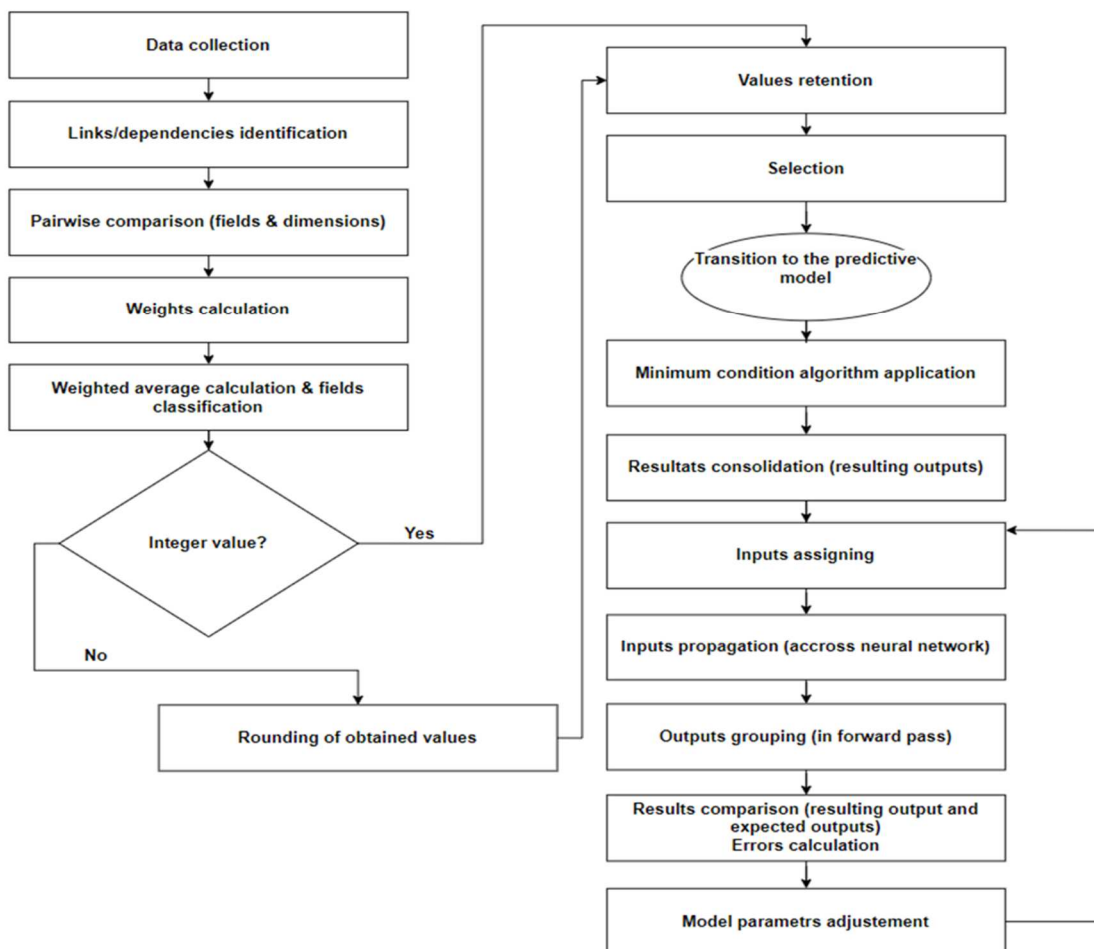 Data collection
Links/dependencies identification
Pairwise comparison (fields & dimensions)
Weights calculation
Weighted average calculation & fields
classification
Integer value?
Yes
No
Rounding of obtained values
Values retention
Selection
Transition to the predictive
model
Minimum condition algorithm application
Resultats consolidation (resulting outputs)
Inputs assigning
Inputs propagation (accross neural network)
Outputs grouping (in forward pass)
Results comparison (resulting output and
expected outputs)
Errors calculation
Model parametrs adjustement